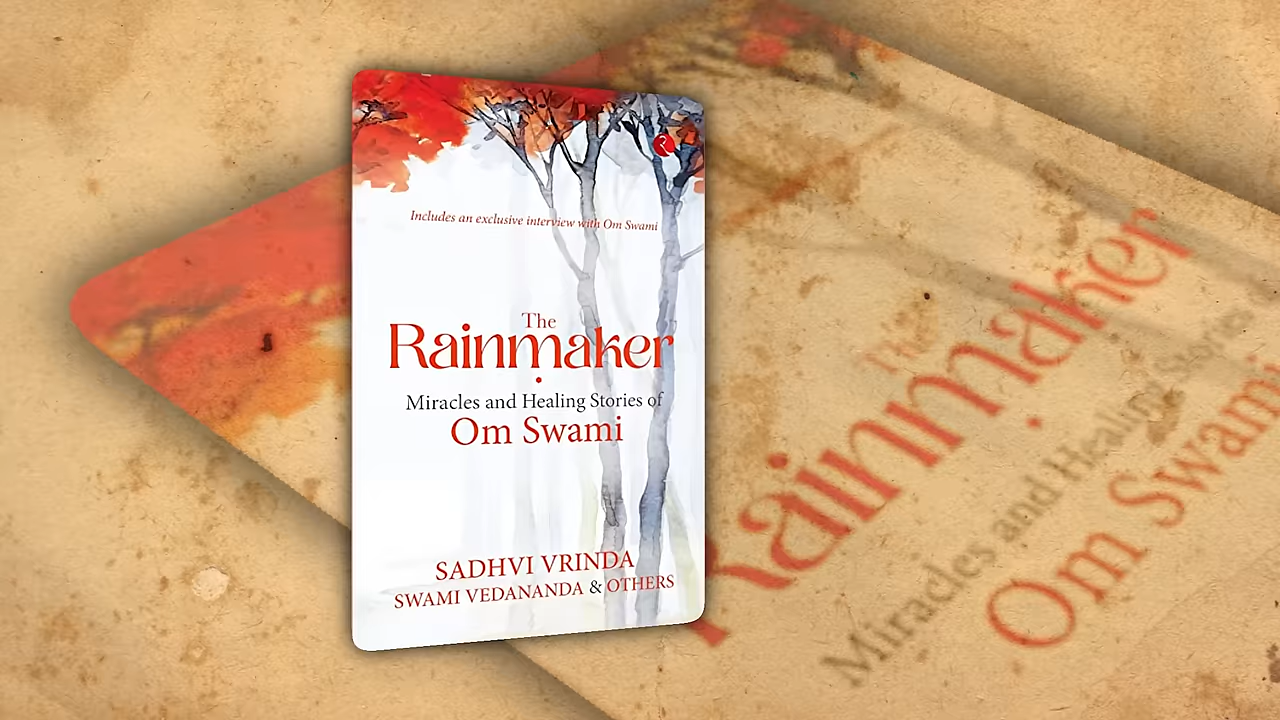 Includes an exclusive interview with Om Swami
The
Rainmaker
Miracles and Healing Stories of
Om Swami
SADHVI VRINDA
SWAMI VEDANANDA & OTHERS
The
Rainmaker
Miracles and Healing Stories
Om Swami